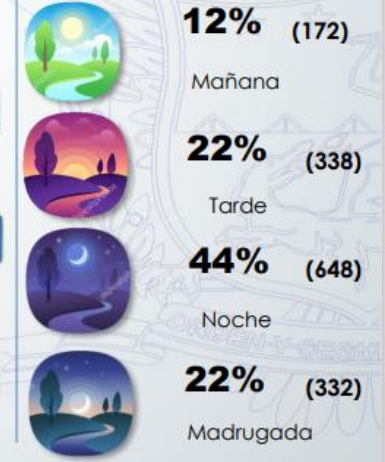 12% (172)
Mañana
22% (338)
Tarde
44% (648)
Noche
22% (332)
Madrugada